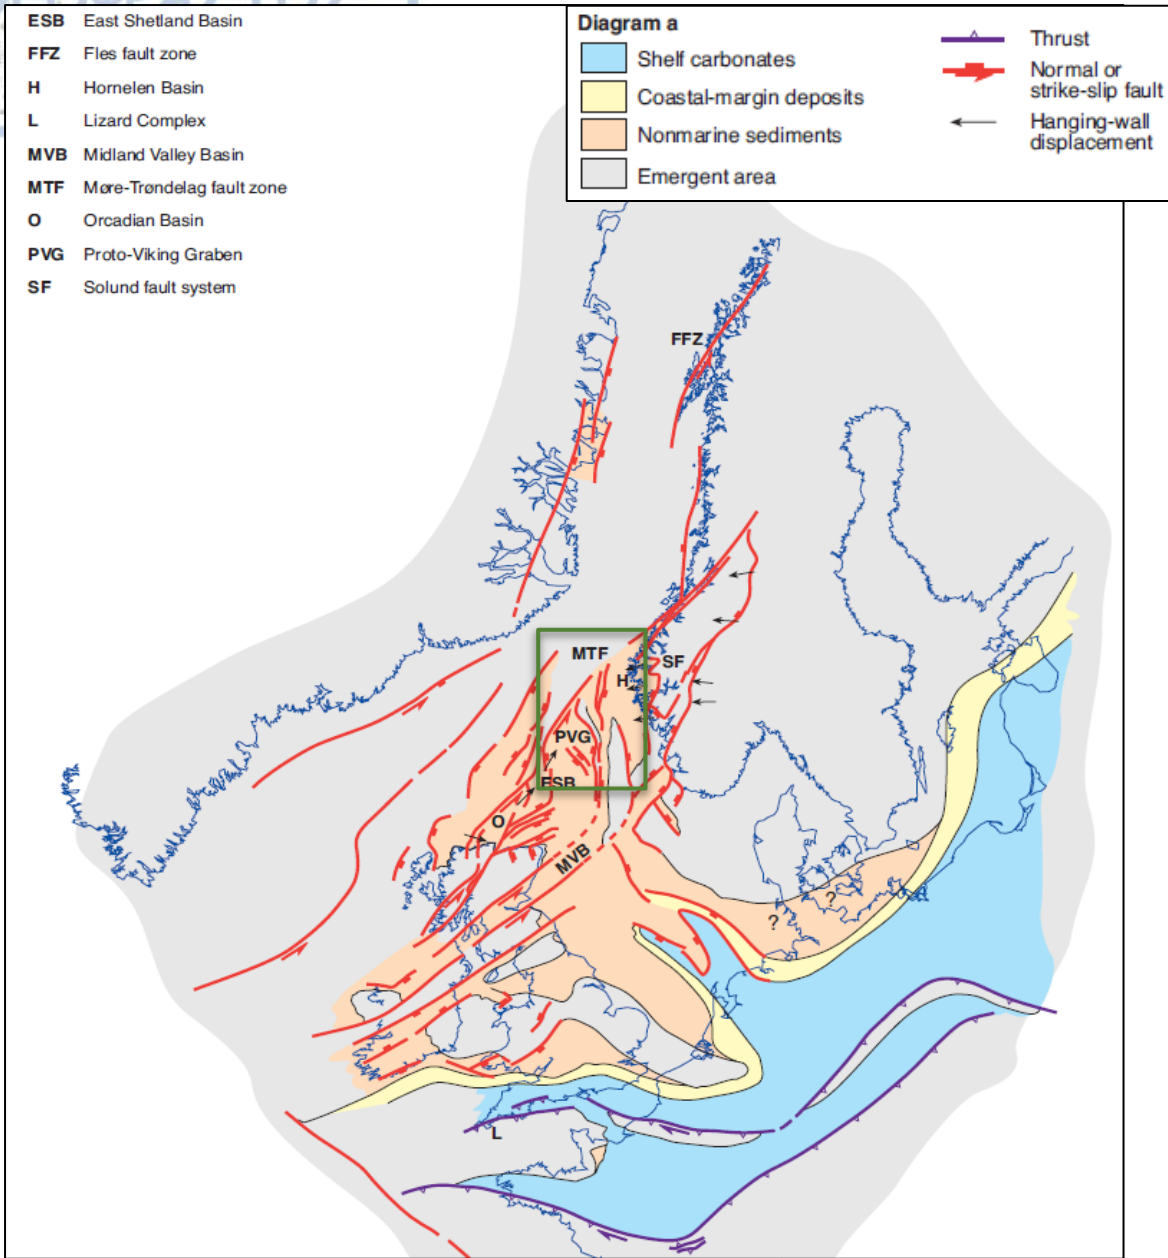 ESB East Shetland Basin
FFZ Fles fault zone
H Hornelen Basin
L Lizard Complex
MVB Midland Valley Basin
MTF Møre-Trøndelag fault zone
O Orcadian Basin
PVG Proto-Viking Graben
SF Solund fault system
Diagram a
Shelf carbonates
Coastal-margin deposits
Nonmarine sediments
Emergent area
Thrust
Normal or
strike-slip fault
Hanging-wall
displacement
FFZ
MTF
SF
H
PVG
ESB
O
MVB
?
?
L